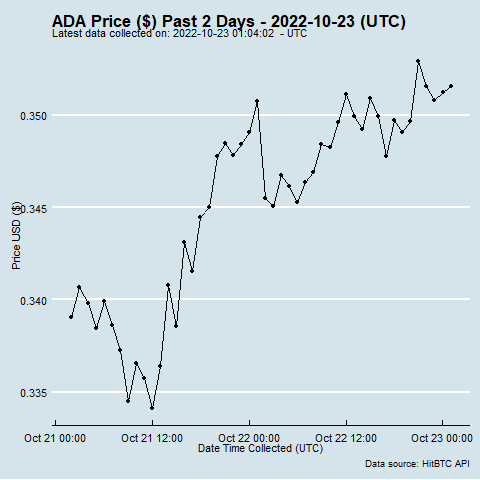 ADA Price ($) Past 2 Days - 2022-10-23 (UTC)
Latest data collected on: 2022-10-23 01:04:02  - UTC
0.350
0.345
0.340
0.335
Price USD ($)
Oct 21 00:00 Oct 21 12:00 Oct 22 00:00 Oct 22 12:00 Oct 23 00:00
Date Time Collected (UTC)
Data source: HitBTC API